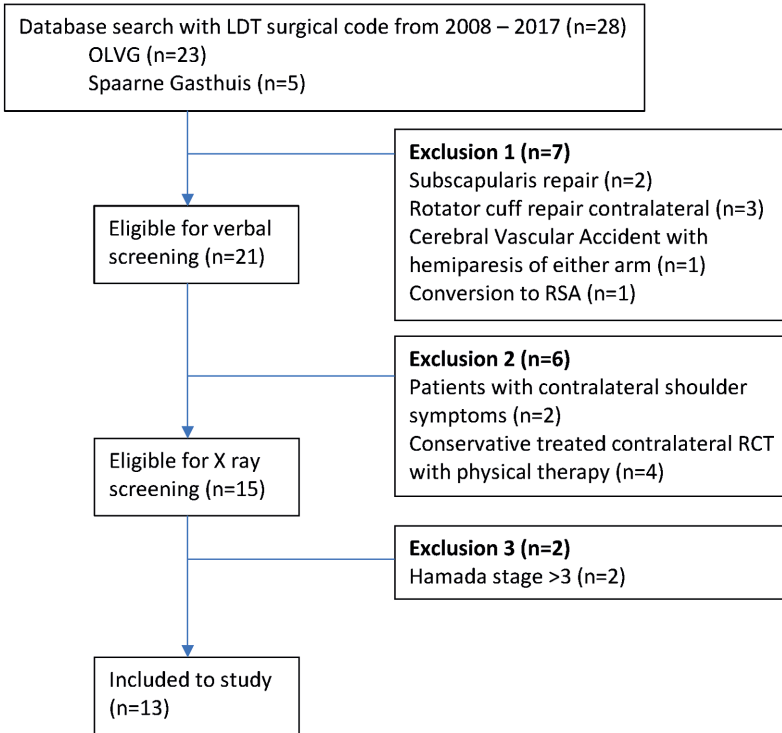 Database search with LDT surgical code from 2008 – 2017 (n=28)
OLVG (n=23)
Spaarne Gasthuis (n=5)
Exclusion 1 (n=7)
Subscapularis repair (n=2)
Rotator cuff repair contralateral (n=3)
Cerebral Vascular Accident with
hemiparesis of either arm (n=1)
Conversion to RSA (n=1)
Eligible for verbal
screening (n=21)
Exclusion 2 (n=6)
Patients with contralateral shoulder
symptoms (n=2)
Conservative treated contralateral RCT
with physical therapy (n=4)
Eligible for X ray
screening (n=15)
Exclusion 3 (n=2)
Hamada stage >3 (n=2)
Included to study
(n=13)